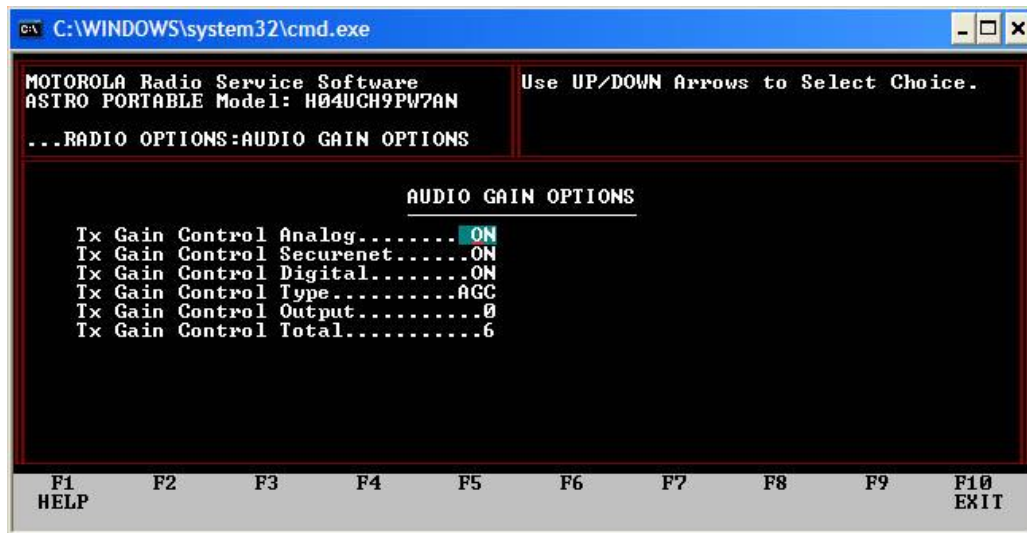 C:\WINDOWS\system32\cmd.exe
MOTOROLA Radio Service Software
ASTRO PORTABLE Model: H04UCH9PW7AN
...RADIO OPTIONS:AUDIO GAIN OPTIONS
Use UP/DOWN Arrows to Select Choice.
AUDIO GAIN OPTIONS
Tx Gain Control Analog........ ON
Tx Gain Control Securenet......ON
Tx Gain Control Digital........ON
Tx Gain Control Type..........AGC
Tx Gain Control Output..........0
Tx Gain Control Total...........6
F1 F2 F3 F4 F5 F6 F7 F8 F9 F10
HELP EXIT